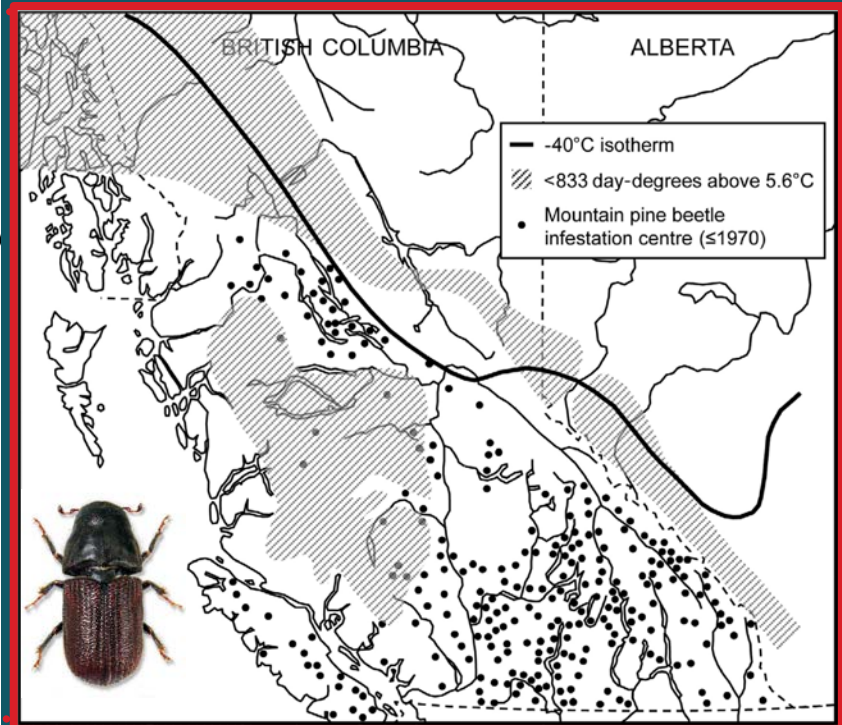 BRITISH COLUMBIA
ALBERTA
-40°C isotherm
<833 day-degrees above 5.6°C
Mountain pine beetle
infestation centre (≤1970)